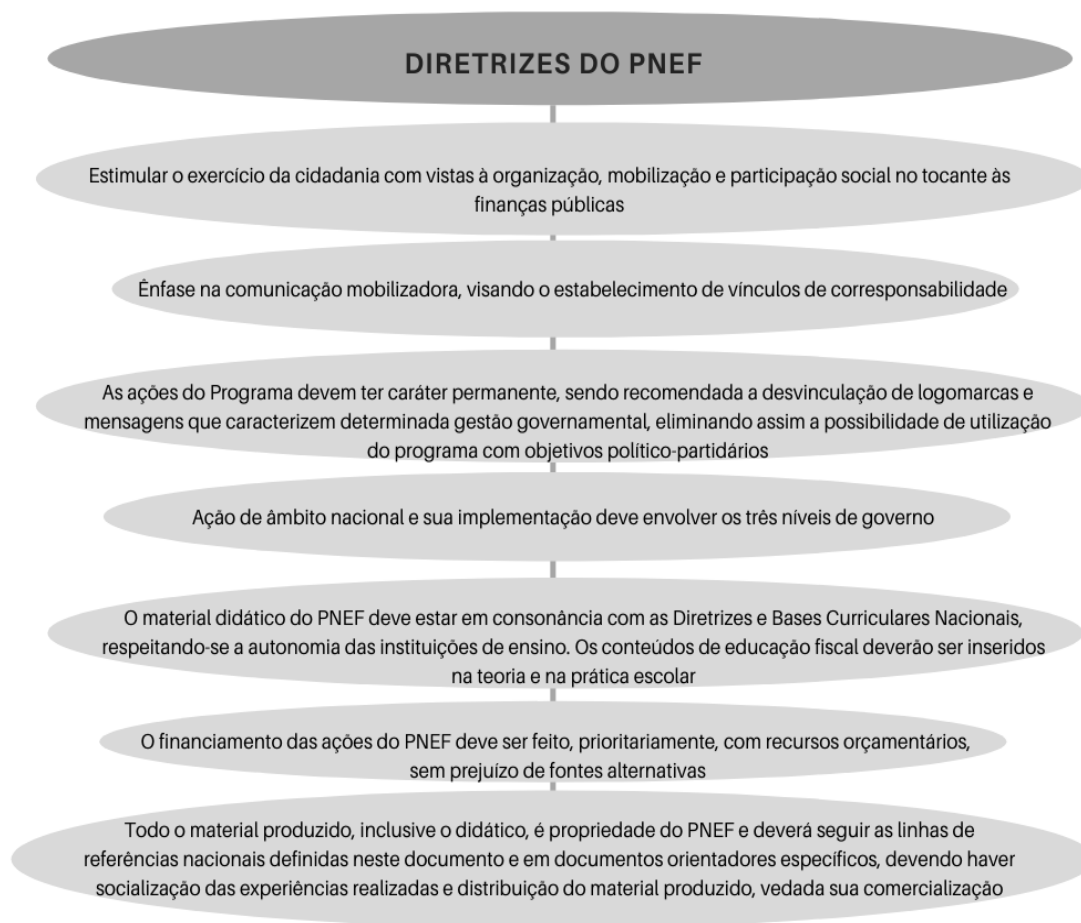 DIRETRIZES DO PNEF
Estimular o exercício da cidadania com vistas à organização, mobilização e participação social no tocante às
finanças públicas
Ênfase na comunicação mobilizadora, visando o estabelecimento de vínculos de corresponsabilidade
As ações do Programa devem ter caráter permanente, sendo recomendada a desvinculação de logomarcas e
mensagens que caracterizem determinada gestão governamental, eliminando assim a possibilidade de utilização
do programa com objetivos político-partidários
Ação de âmbito nacional e sua implementação deve envolver os três níveis de governo
O material didático do PNEF deve estar em consonância com as Diretrizes e Bases Curriculares Nacionais,
respeitando-se a autonomia das instituições de ensino. Os conteúdos de educação fiscal deverão ser inseridos
na teoria e na prática escolar
O financiamento das ações do PNEF deve ser feito, prioritariamente, com recursos orçamentários,
sem prejuízo de fontes alternativas
Todo o material produzido, inclusive o didático, é propriedade do PNEF e deverá seguir as linhas de
referências nacionais definidas neste documento e em documentos orientadores específicos, devendo haver
socialização das experiências realizadas e distribuição do material produzido, vedada sua comercialização